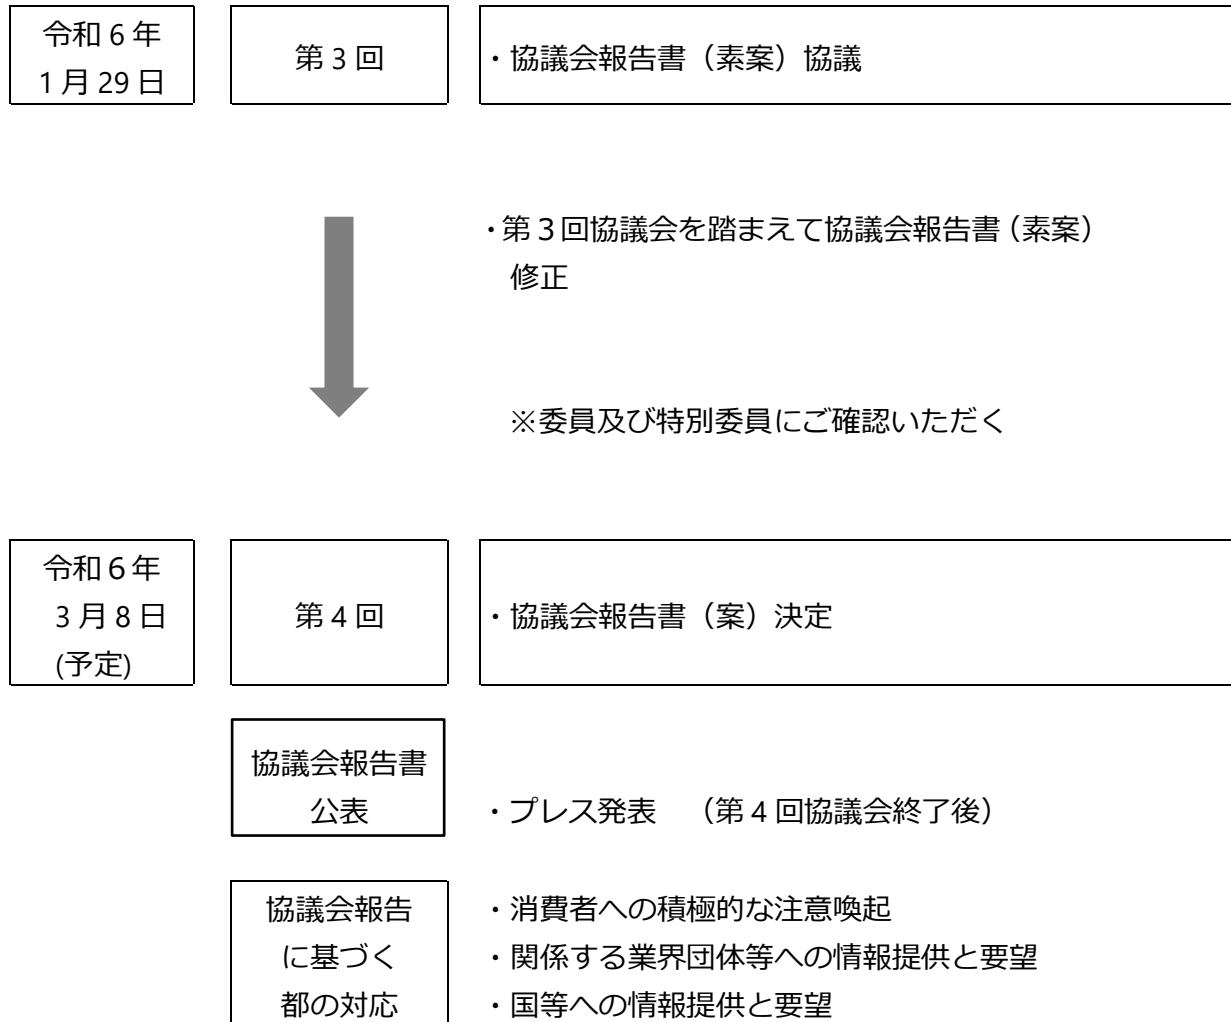 令和６年
1 月 29 日
第３回
・協議会報告書（素案）協議
・第３回協議会を踏まえて協議会報告書（素案）
修正
※委員及び特別委員にご確認いただく
令和６年
3 月 8 日
(予定)
第４回
・協議会報告書（案）決定
協議会報告書
公表
・プレス発表　（第４回協議会終了後）
協議会報告
に基づく
都の対応
・消費者への積極的な注意喚起
・関係する業界団体等への情報提供と要望
・国等への情報提供と要望